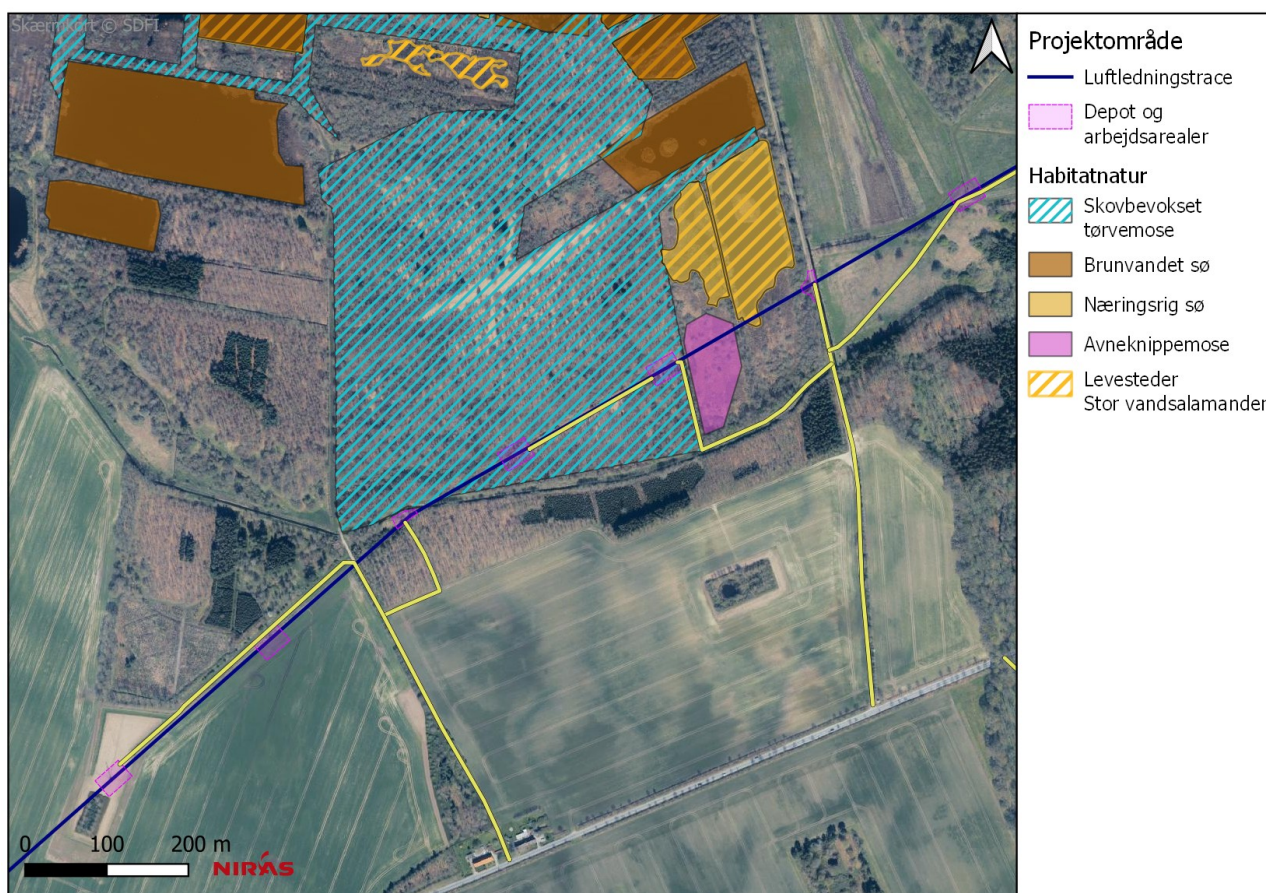 Skærmkort © SDFI
Projektområde
Luftledningstrace
Depot og
arbejdsarealer
Habitatnatur
Skovbevokset
tørvemose
Brunvandet sø
Næringsrig sø
Avneknippemose
Levesteder
Stor vandsalamander
0 100 200 m
NIRÁS